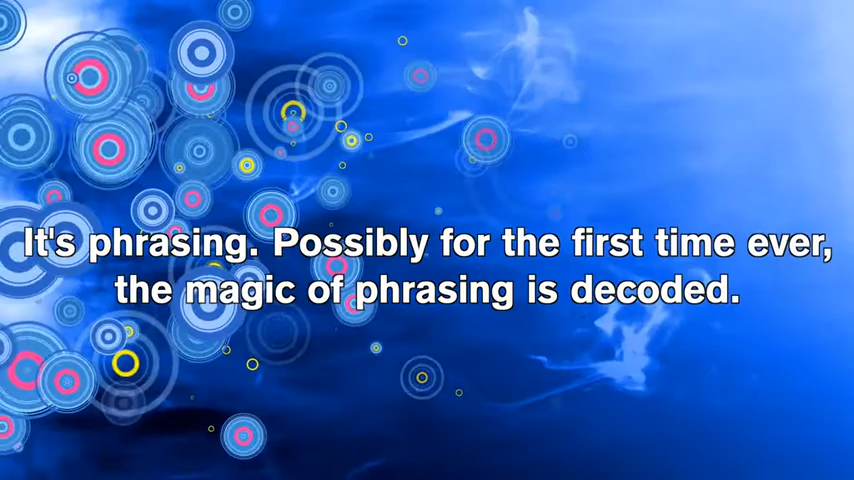 It's phrasing. Possibly for the first time ever,
the magic of phrasing is decoded.